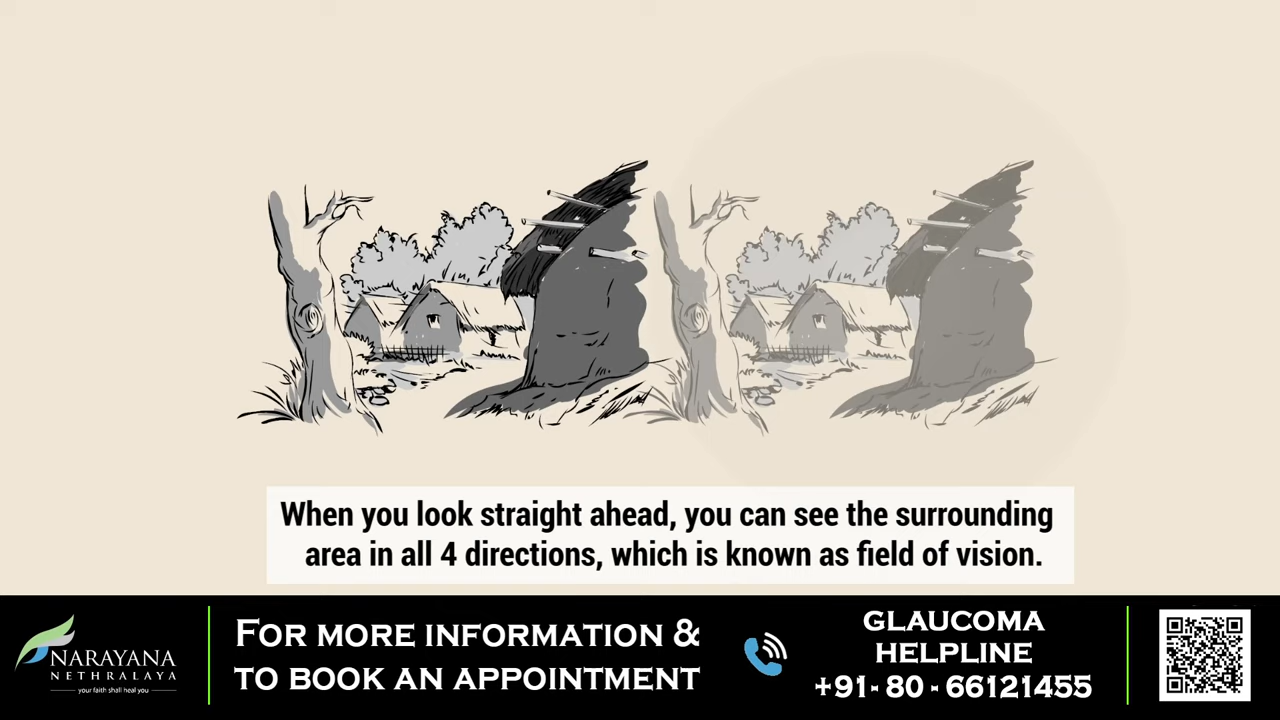 When you look straight ahead, you can see the surrounding
area in all 4 directions, which is known as field of vision.
NARAYANA
NETHRALAYA
your faith shall heal you
FOR MORE INFORMATION &
TO BOOK AN APPOINTMENT
GLAUCOMA
HELPLINE
+91- 80 - 66121455